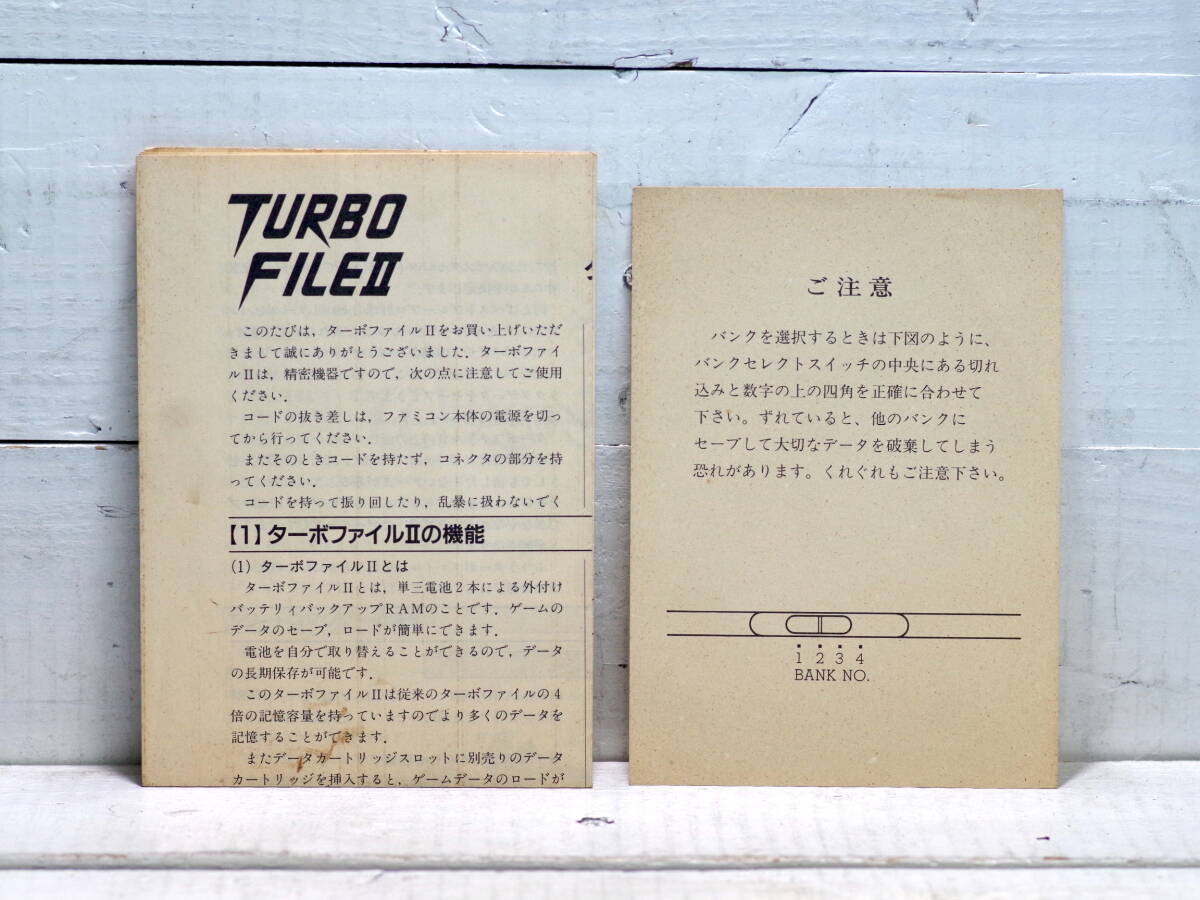 TURBO
FILEⅡ
このたびは，ターボファイルⅡをお買い上げいただ
きまして誠にありがとうございました．ターボファイ
ルⅡは，精密機器ですので，次の点に注意してご使用
ください．
コードの抜き差しは，ファミコン本体の電源を切っ
てから行ってください．
またそのときコードを持たず，コネクタの部分を持
ってください．
コードを持って振り回したり，乱暴に扱わないでく
【1】ターボファイルⅡの機能
(1) ターボファイルⅡとは
ターボファイルⅡとは，単三電池2本による外付け
バッテリィバックアップRAMのことです．ゲームの
データのセーブ，ロードが簡単にできます．
電池を自分で取り替えることができるので，データ
の長期保存が可能です．
このターボファイルⅡは従来のターボファイルの4
倍の記憶容量を持っていますのでより多くのデータを
記憶することができます．
またデータカートリッジスロットに別売りのデータ
カートリッジを挿入すると，ゲームデータのロードが
ご注意
バンクを選択するときは下図のように、
バンクセレクトスイッチの中央にある切れ
込みと数字の上の四角を正確に合わせて
下さい。ずれていると、他のバンクに
セーブして大切なデータを破棄してしまう
恐れがあります。くれぐれもご注意下さい。
1 2 3 4
BANK NO.